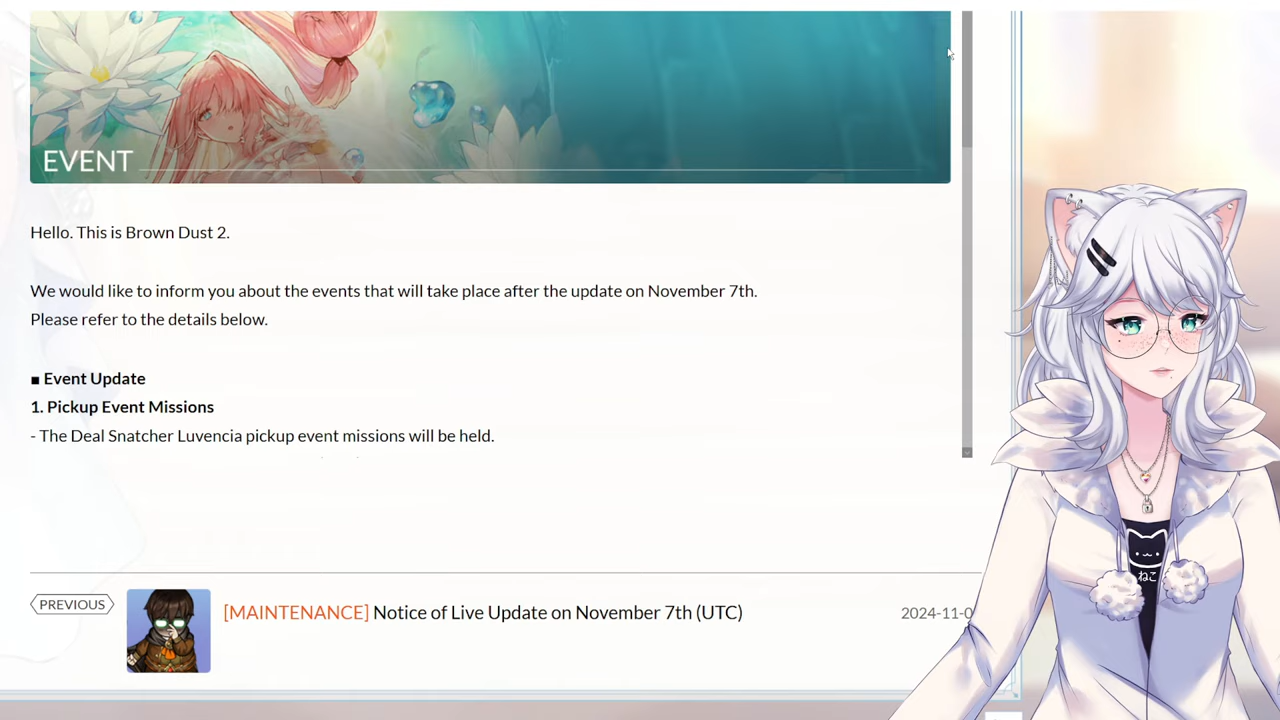 EVENT
Hello. This is Brown Dust 2.
We would like to inform you about the events that will take place after the update on November 7th.
Please refer to the details below.
■ Event Update
1. Pickup Event Missions
- The Deal Snatcher Luvencia pickup event missions will be held.
PREVIOUS
[MAINTENANCE] Notice of Live Update on November 7th (UTC)
2024-11-0
ねこ